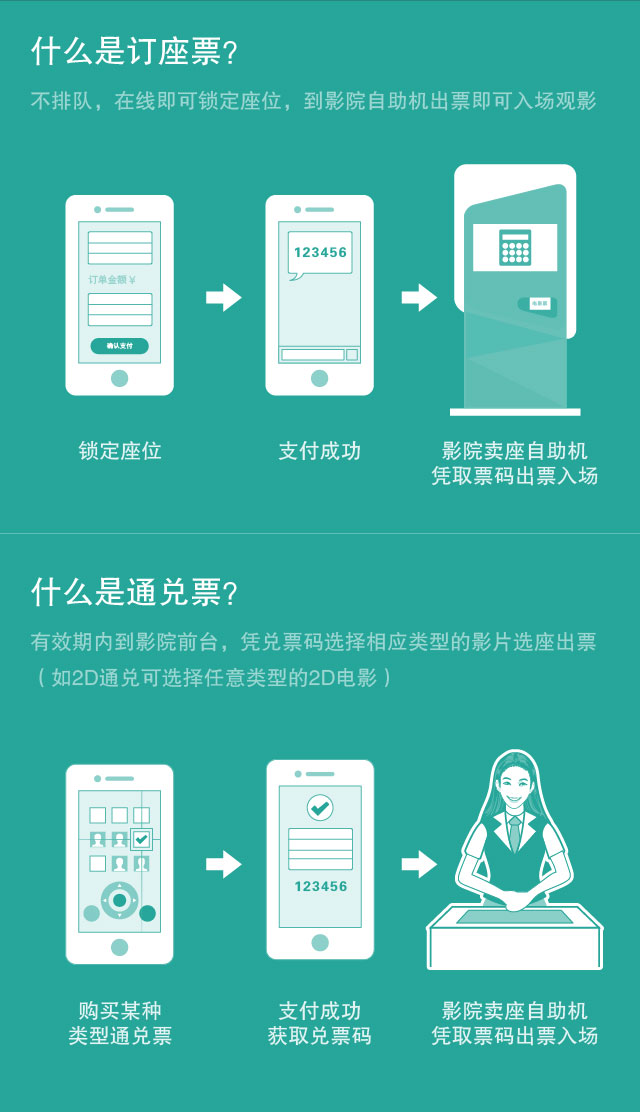 什么是订座票?
不排队，在线即可锁定座位，到影院自助机出票即可入场观影
订单金额￥
确认支付
123456
电影票
锁定座位
支付成功
影院卖座自助机
凭取票码出票入场
什么是通兑票?
有效期内到影院前台，凭兑票码选择相应类型的影片选座出票
（如2D通兑可选择任意类型的2D电影）
123456
购买某种
类型通兑票
支付成功
获取兑票码
影院卖座自助机
凭取票码出票入场